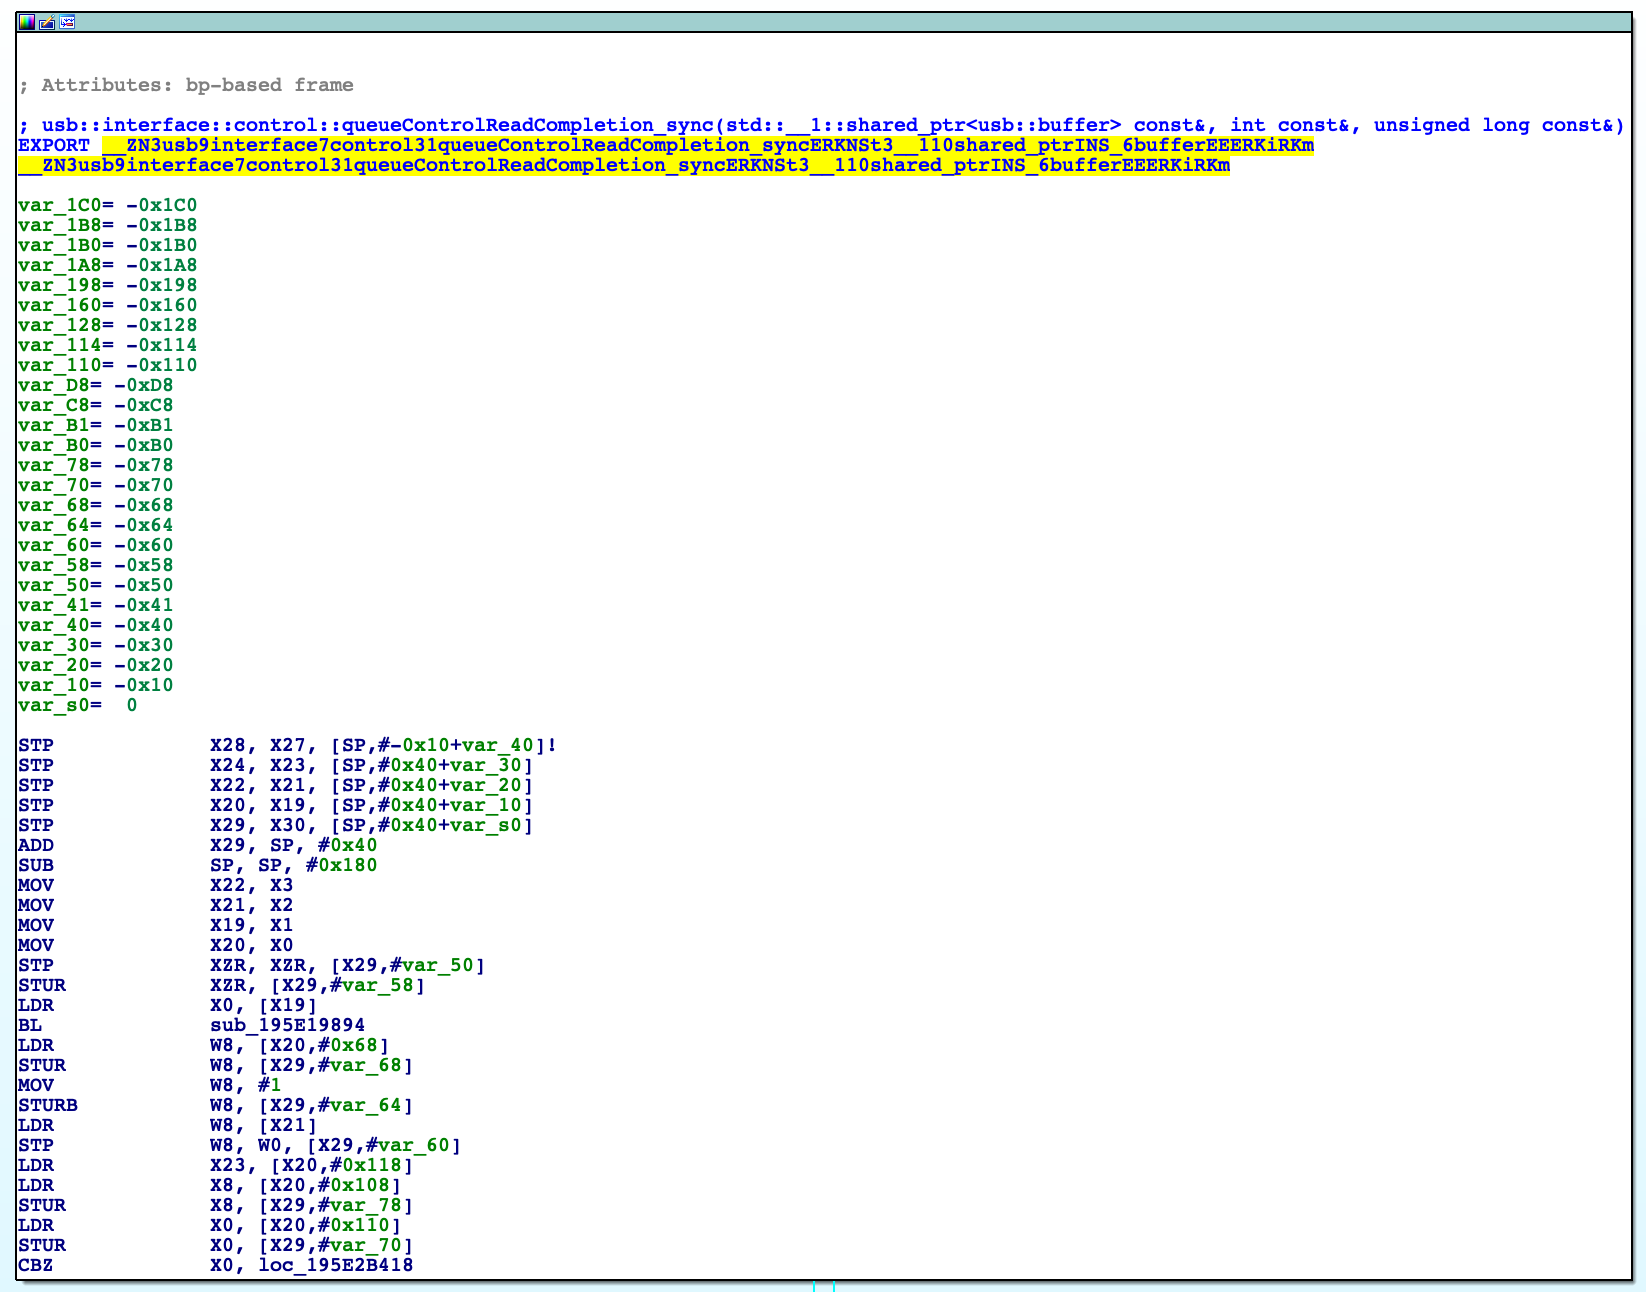 ; Attributes: bp-based frame
; usb::interface::control::queueControlReadCompletion_sync(std::__1::shared_ptr<usb::buffer> const&, int const&, unsigned long const&)
EXPORT __ZN3usb9interface7control31queueControlReadCompletion_syncERKNSt3__110shared_ptrINS_6bufferEEERKiRKm
__ZN3usb9interface7control31queueControlReadCompletion_syncERKNSt3__110shared_ptrINS_6bufferEEERKiRKm
var_1C0= -0x1C0
var_1B8= -0x1B8
var_1B0= -0x1B0
var_1A8= -0x1A8
var_198= -0x198
var_160= -0x160
var_128= -0x128
var_114= -0x114
var_110= -0x110
var_D8= -0xD8
var_C8= -0xC8
var_B1= -0xB1
var_B0= -0xB0
var_78= -0x78
var_70= -0x70
var_68= -0x68
var_64= -0x64
var_60= -0x60
var_58= -0x58
var_50= -0x50
var_41= -0x41
var_40= -0x40
var_30= -0x30
var_20= -0x20
var_10= -0x10
var_s0=  0
STP             X28, X27, [SP,#-0x10+var_40]!
STP             X24, X23, [SP,#0x40+var_30]
STP             X22, X21, [SP,#0x40+var_20]
STP             X20, X19, [SP,#0x40+var_10]
STP             X29, X30, [SP,#0x40+var_s0]
ADD             X29, SP, #0x40
SUB             SP, SP, #0x180
MOV             X22, X3
MOV             X21, X2
MOV             X19, X1
MOV             X20, X0
STP             XZR, XZR, [X29,#var_50]
STUR            XZR, [X29,#var_58]
LDR             X0, [X19]
BL              sub_195E19894
LDR             W8, [X20,#0x68]
STUR            W8, [X29,#var_68]
MOV             W8, #1
STURB           W8, [X29,#var_64]
LDR             W8, [X21]
STP             W8, W0, [X29,#var_60]
LDR             X23, [X20,#0x118]
LDR             X8, [X20,#0x108]
STUR            X8, [X29,#var_78]
LDR             X0, [X20,#0x110]
STUR            X0, [X29,#var_70]
CBZ             X0, loc_195E2B418